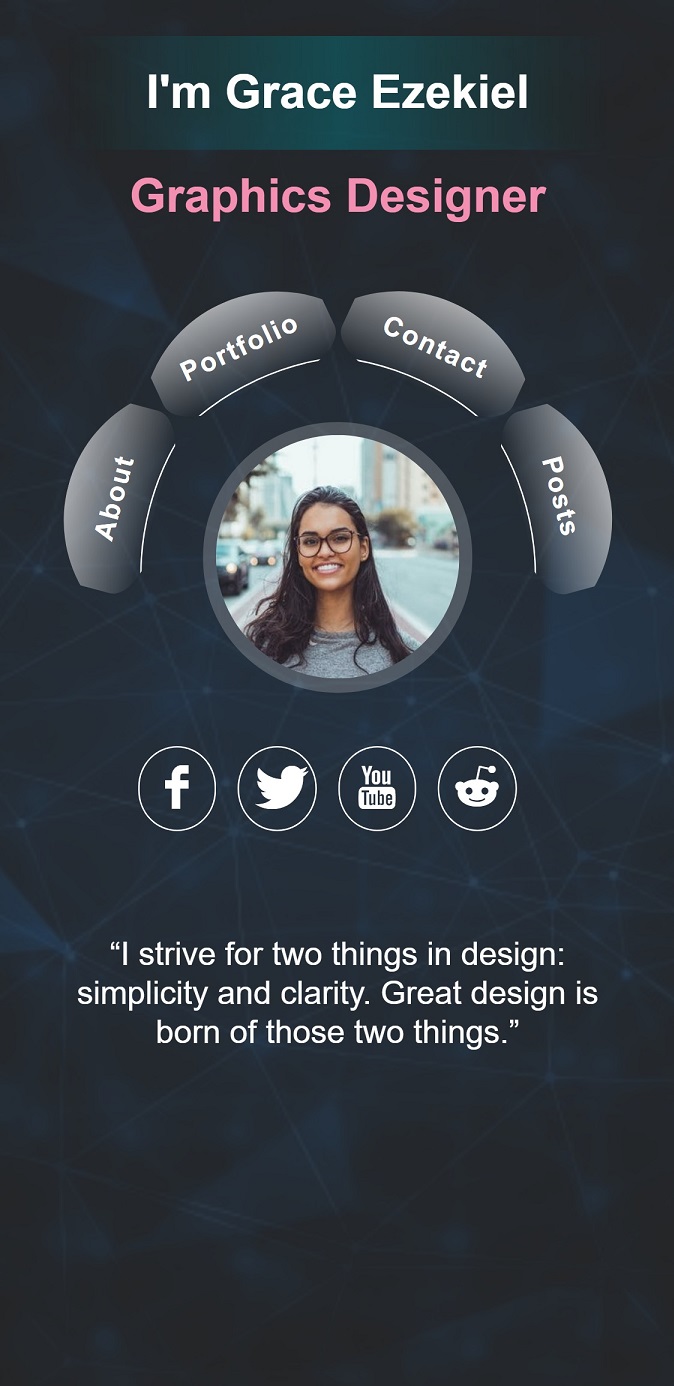 I'm Grace Ezekiel
Graphics Designer
About
Portfolio
Contact
Posts
f
You
Tube
“I strive for two things in design:
simplicity and clarity. Great design is
born of those two things.”